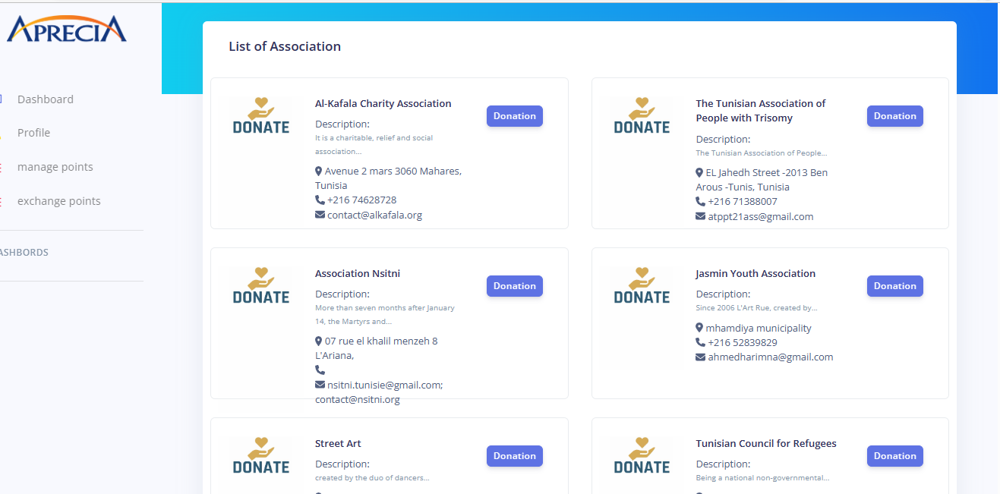 APRECIA
Dashboard
Profile
manage points
exchange points
ASHBORDS
List of Association
DONATE
Al-Kafala Charity Association
Description:
It is a charitable, relief and social
association...
Avenue 2 mars 3060 Mahares,
Tunisia
+216 74628728
contact@alkafala.org
Donation
DONATE
The Tunisian Association of
People with Trisomy
Description:
The Tunisian Association of People...
EL Jahedh Street -2013 Ben
Arous -Tunis, Tunisia
+216 71388007
atppt21ass@gmail.com
Donation
DONATE
Association Nsitni
Description:
More than seven months after January
14, the Martyrs and...
07 rue el khalil menzeh 8
L'Ariana,
nsitni.tunisie@gmail.com;
contact@nsitni.org
Donation
DONATE
Jasmin Youth Association
Description:
Since 2006 L'Art Rue, created by...
mhamdiya municipality
+216 52839829
ahmedharimna@gmail.com
Donation
DONATE
Street Art
Description:
created by the duo of dancers...
Donation
DONATE
Tunisian Council for Refugees
Description:
Being a national non-governmental...
Donation